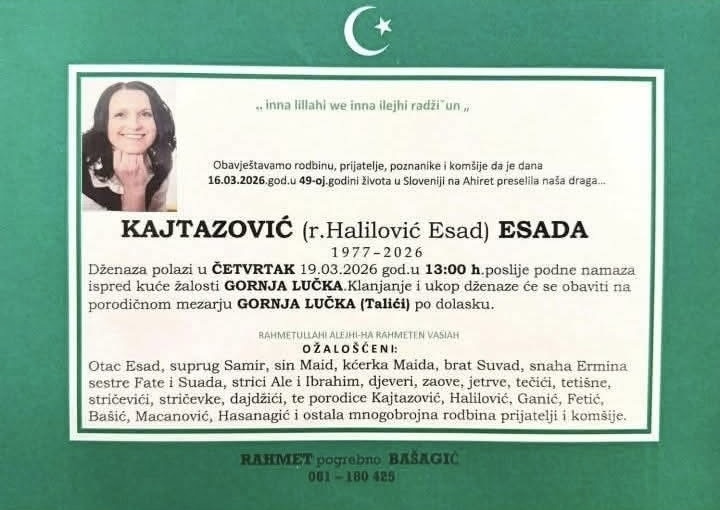 „ inna lillahi we inna ilejhi radži˘un „
Obavještavamo rodbinu, prijatelje, poznanike i komšije da je dana
16.03.2026.god.u 49-oj.godini života u Sloveniji na Ahiret preselila naša draga...
KAJTAZOVIĆ (r.Halilović Esad) ESADA
1977–2026
Dženaza polazi u ČETVRTAK 19.03.2026 god.u 13:00 h.poslije podne namaza
ispred kuće žalosti GORNJA LUČKA.Klanjanje i ukop dženaze će se obaviti na
porodičnom mezarju GORNJA LUČKA (Talići) po dolasku.
RAHMETULLAHI ALEJHI-HA RAHMETEN VASIAH
OŽALOŠĆENI:
Otac Esad, suprug Samir, sin Maid, kćerka Maida, brat Suvad, snaha Ermina
sestre Fate i Suada, strici Ale i Ibrahim, djeveri, zaove, jetrve, tečići, tetišne,
stričevići, stričevke, dajdžići, te porodice Kajtazović, Halilović, Ganić, Fetić,
Bašić, Macanović, Hasanagić i ostala mnogobrojna rodbina prijatelji i komšije.
RAHMET pogrebno BAŠAGIĆ
061 – 180 425